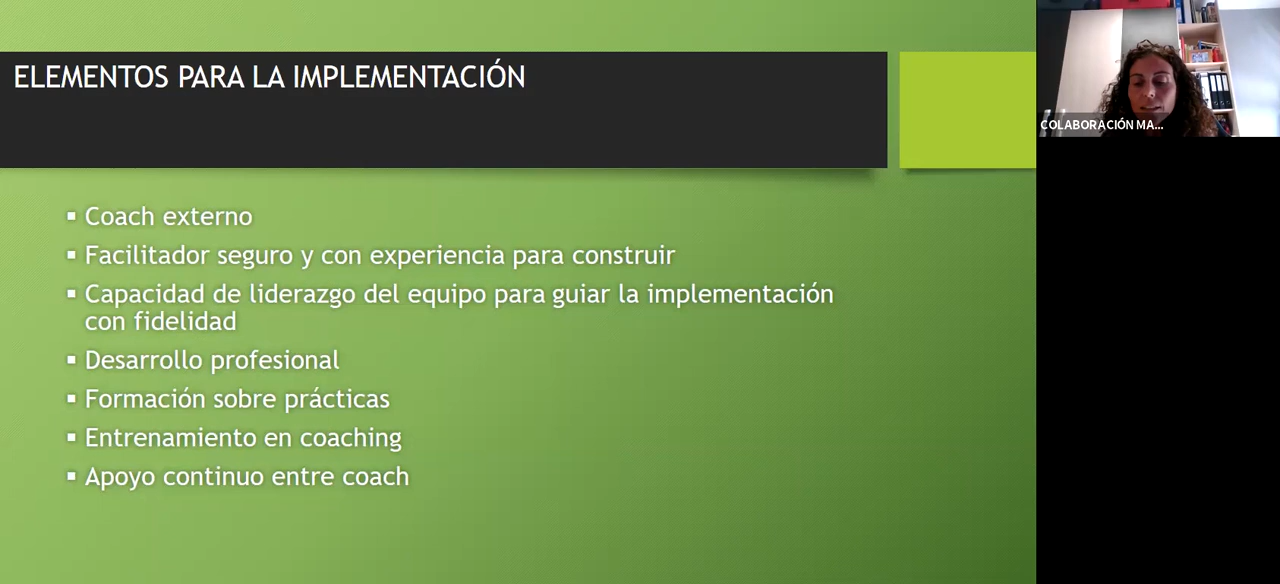 ELEMENTOS PARA LA IMPLEMENTACIÓN
COLABORACIÓN MA...
▪ Coach externo
▪ Facilitador seguro y con experiencia para construir
▪ Capacidad de liderazgo del equipo para guiar la implementación
con fidelidad
▪ Desarrollo profesional
▪ Formación sobre prácticas
▪ Entrenamiento en coaching
▪ Apoyo continuo entre coach